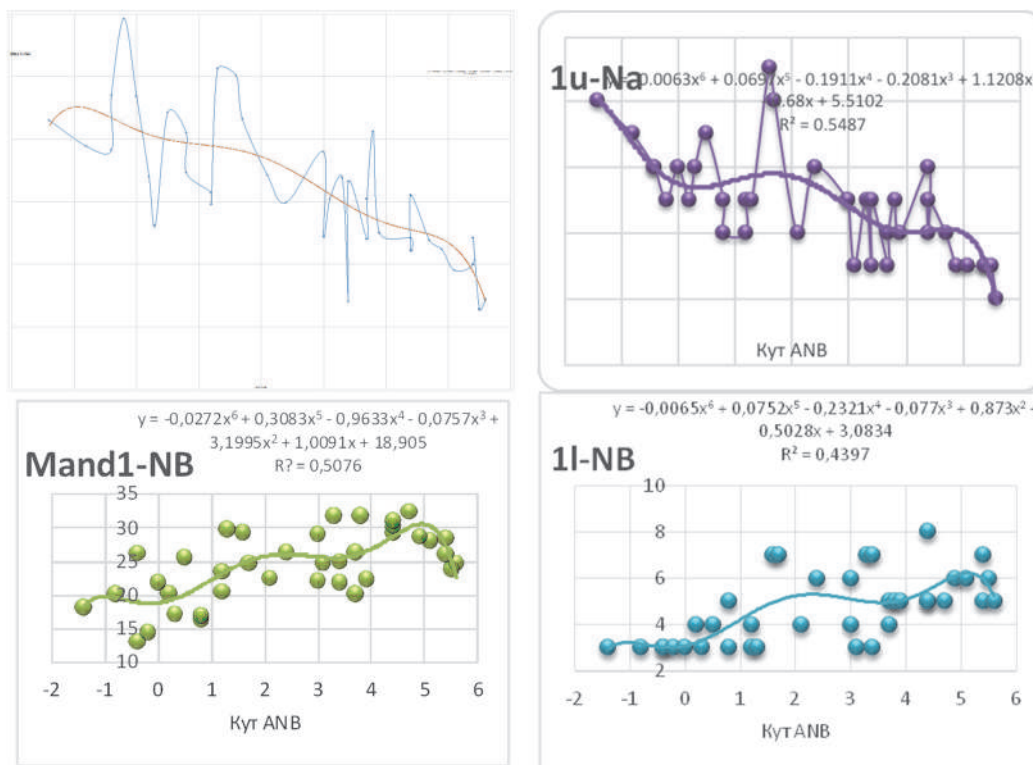 1u-Na
0.0063x⁶ + 0.069 x⁵ - 0.1911x⁴ - 0.2081x³ + 1.1208x
.68x + 5.5102
R² = 0.5487
Кут ANB
y = -0,0272x⁶ + 0,3083x⁵ - 0,9633x⁴ - 0,0757x³ +
3,1995x² + 1,0091x + 18,905
R? = 0,5076
Mand1-NB
35
30
25
20
15
10
-2 -1 0 1 2 3 4 5 6
Кут ANB
y = -0,0065x⁶ + 0,0752x⁵ - 0,2321x⁴ - 0,077x³ + 0,873x² -
0,5028x + 3,0834
R² = 0,4397
1l-NB
10
8
6
4
2
-2 -1 0 1 2 3 4 5 6
Кут ANB